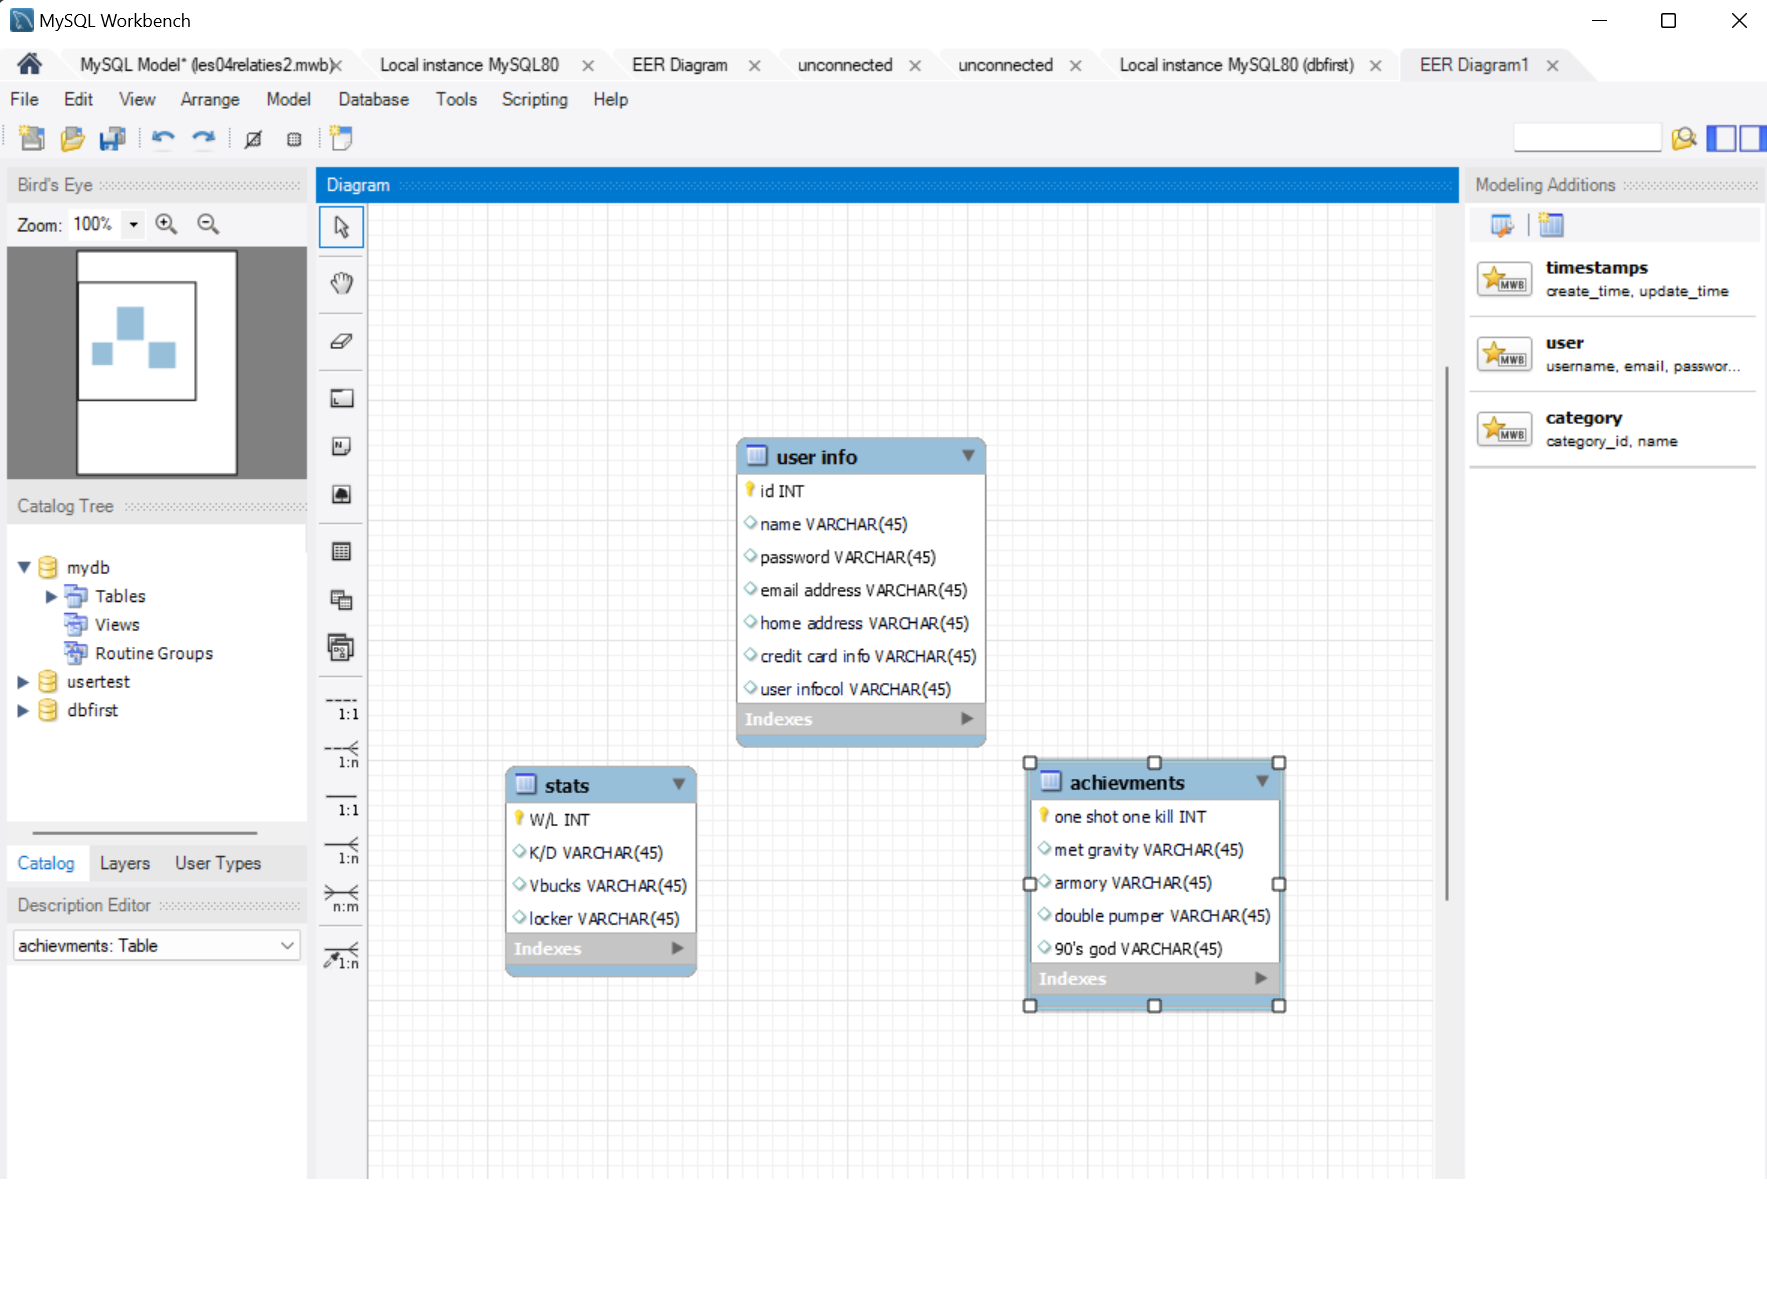 MySQL Workbench
MySQL Model* (les04relaties2.mwb)
Local instance MySQL80
EER Diagram
unconnected
unconnected
Local instance MySQL80 (dbfirst)
EER Diagram1
File Edit View Arrange Model Database Tools Scripting Help
Bird's Eye
Zoom: 100%
Catalog Tree
mydb
Tables
Views
Routine Groups
usertest
dbfirst
Catalog Layers User Types
Description Editor
achievments: Table
Diagram
1:1
1:n
1:1
1:n
n:m
1:n
user info
id INT
name VARCHAR(45)
password VARCHAR(45)
email address VARCHAR(45)
home address VARCHAR(45)
credit card info VARCHAR(45)
user infocol VARCHAR(45)
Indexes
stats
W/L INT
K/D VARCHAR(45)
Vbucks VARCHAR(45)
locker VARCHAR(45)
Indexes
achievments
one shot one kill INT
met gravity VARCHAR(45)
armory VARCHAR(45)
double pumper VARCHAR(45)
90's god VARCHAR(45)
Indexes
Modeling Additions
MWB
timestamps
create_time, update_time
MWB
user
username, email, passwor...
MWB
category
category_id, name